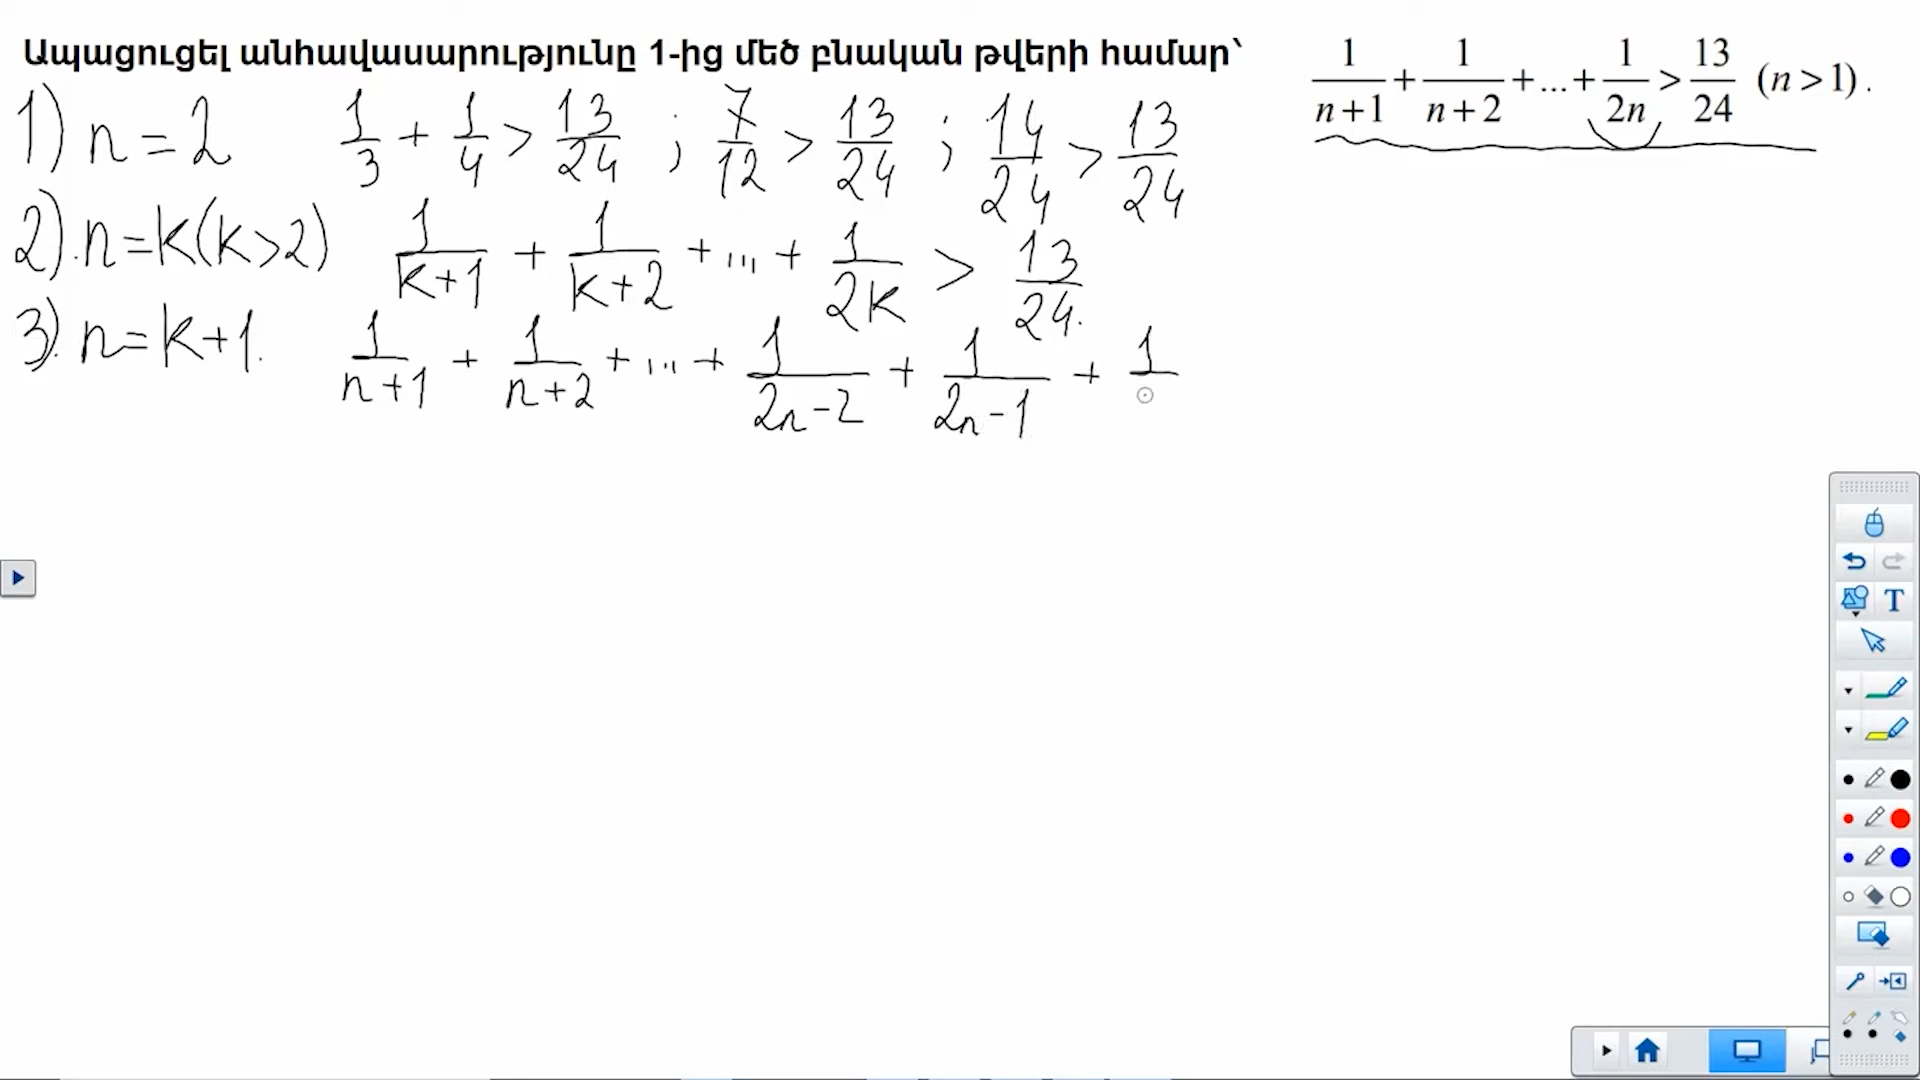 Ապացուցել անհավասարությունը 1-ից մեծ բնական թվերի համար՝ 1/(n+1) + 1/(n+2) + ... + 1/(2n) > 13/24 (n > 1) .
1) n = 2 1/3 + 1/4 > 13/24 ; 7/12 > 13/24 ; 14/24 > 13/24
2). n = k (k > 2) 1/(k+1) + 1/(k+2) + ... + 1/(2k) > 13/24.
3). n = k + 1. 1/(n+1) + 1/(n+2) + ... + 1/(2n-2) + 1/(2n-1) + 1/
T